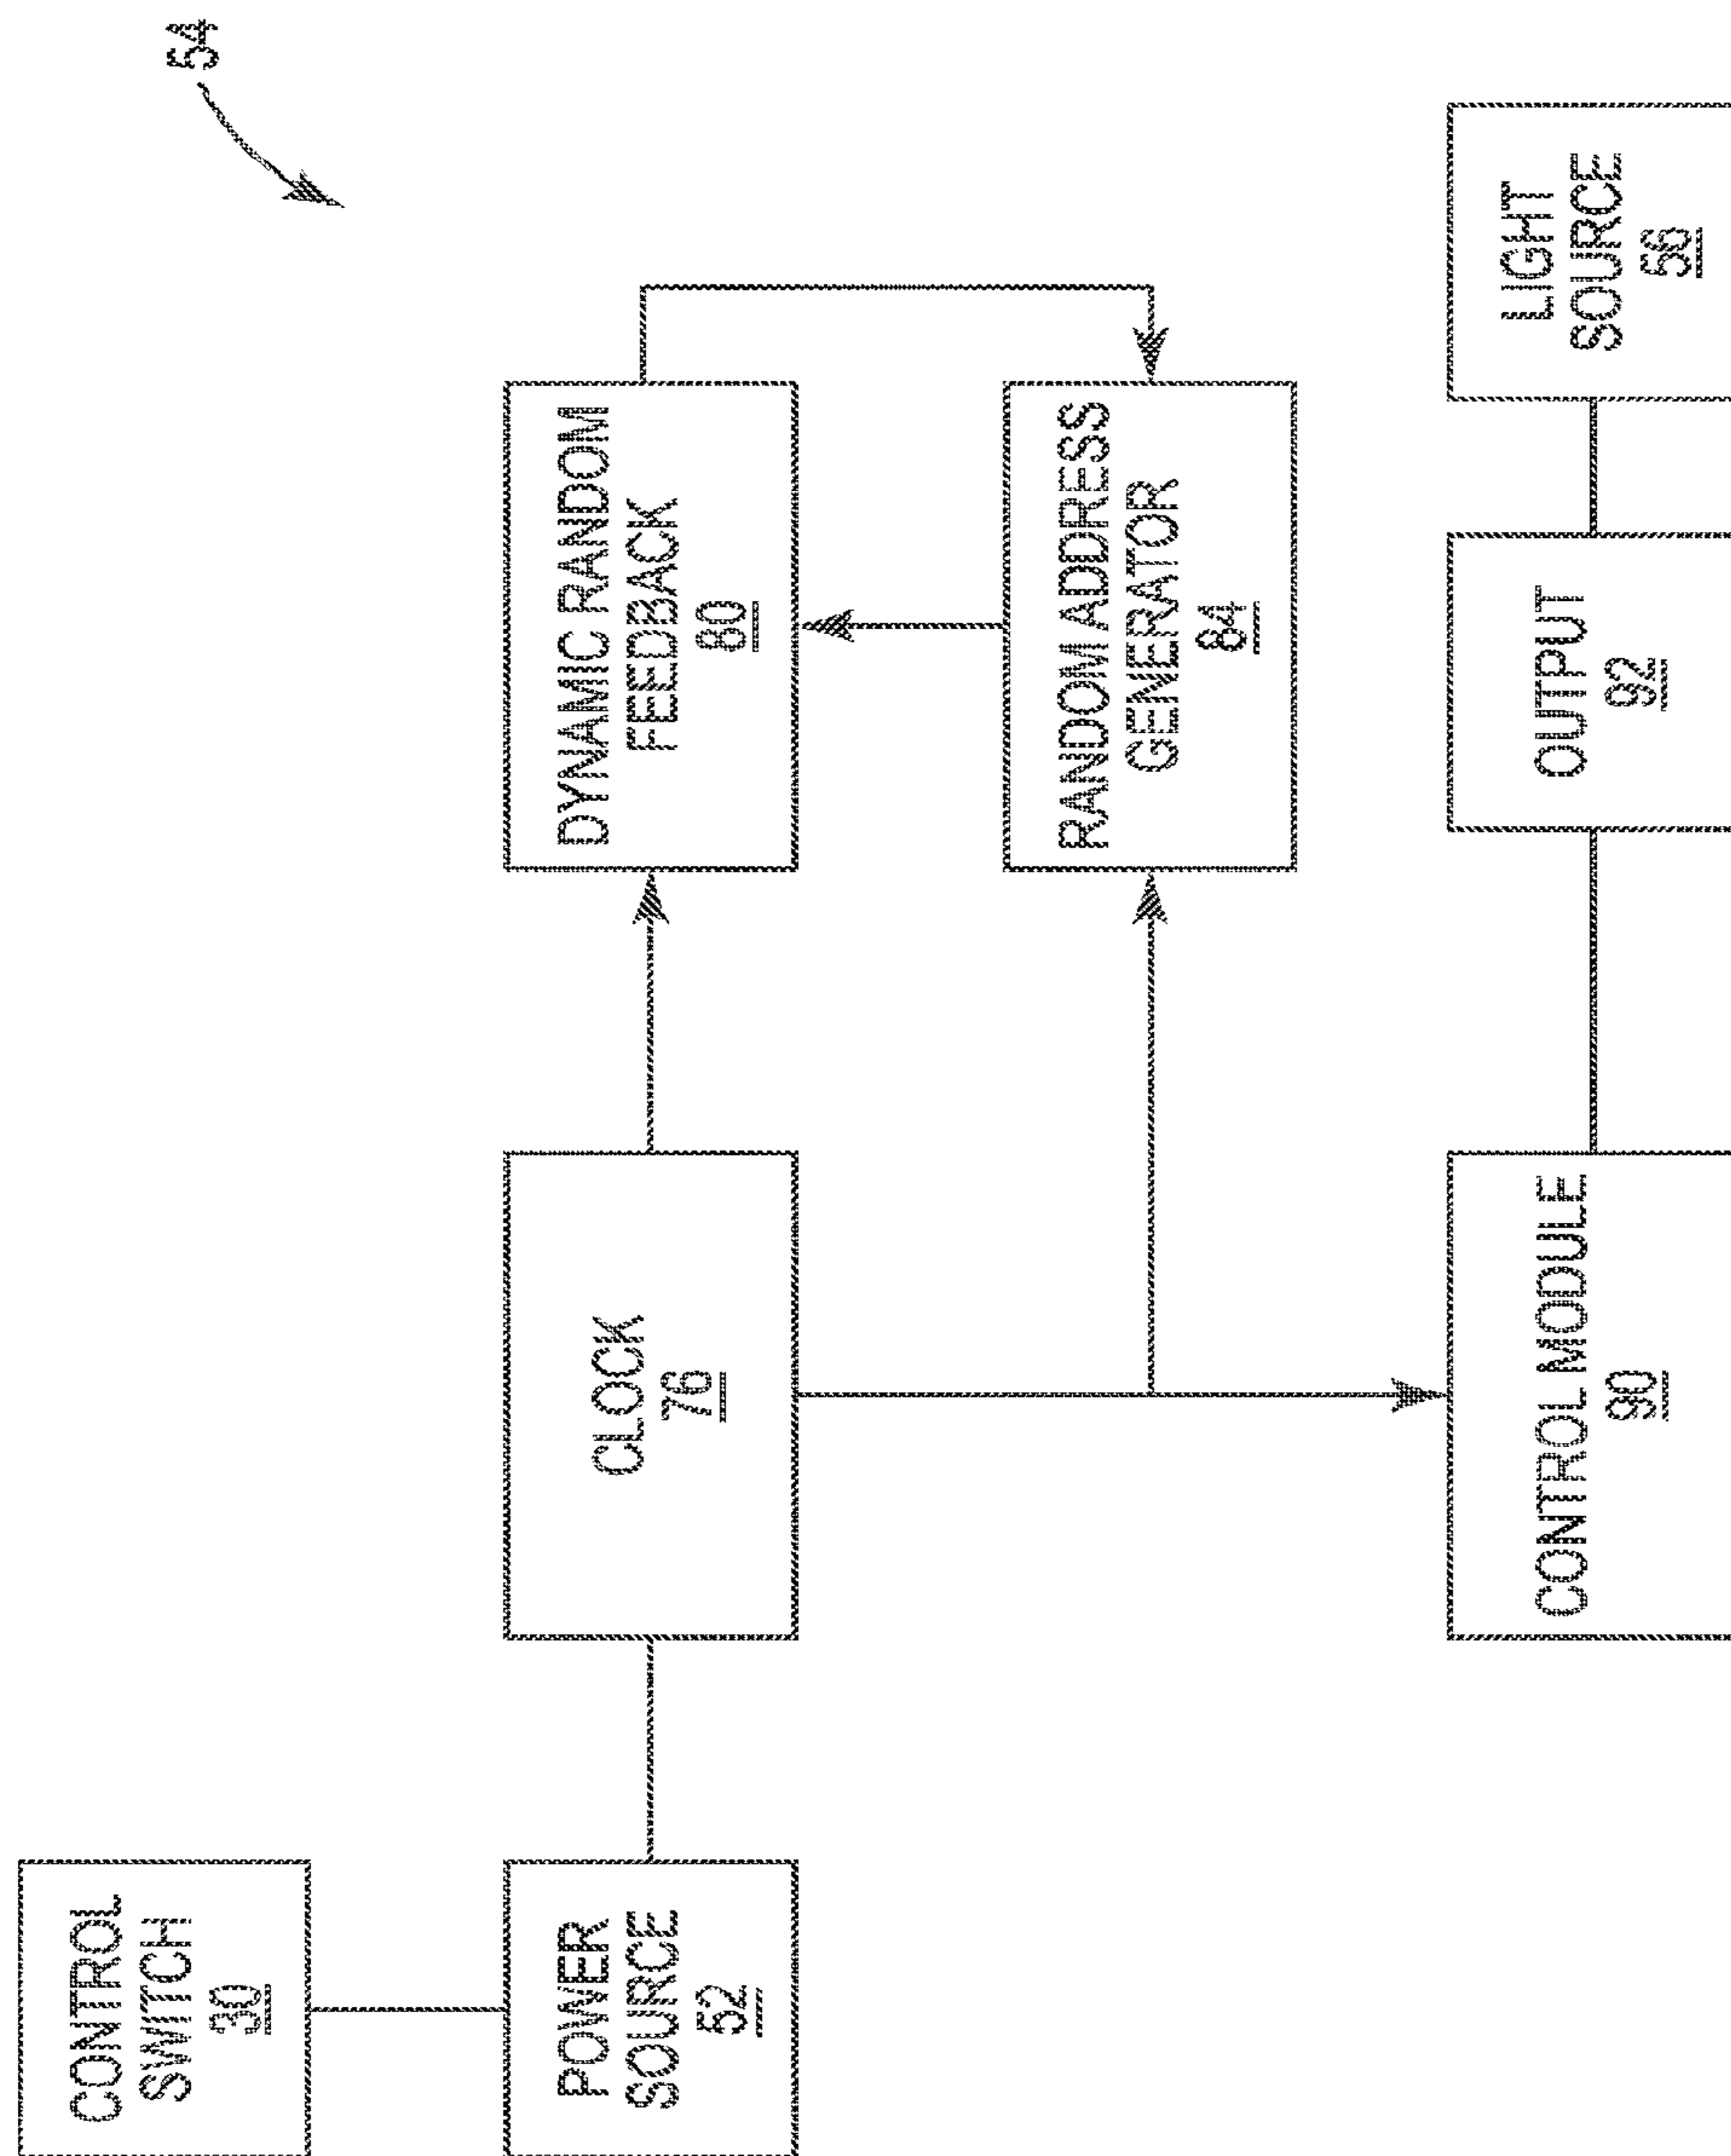 54
CONTROL
SWITCH
30
POWER
SOURCE
52
CLOCK
76
DYNAMIC RANDOM
FEEDBACK
80
RANDOM ADDRESS
GENERATOR
84
CONTROL MODULE
90
OUTPUT
92
LIGHT
SOURCE
56